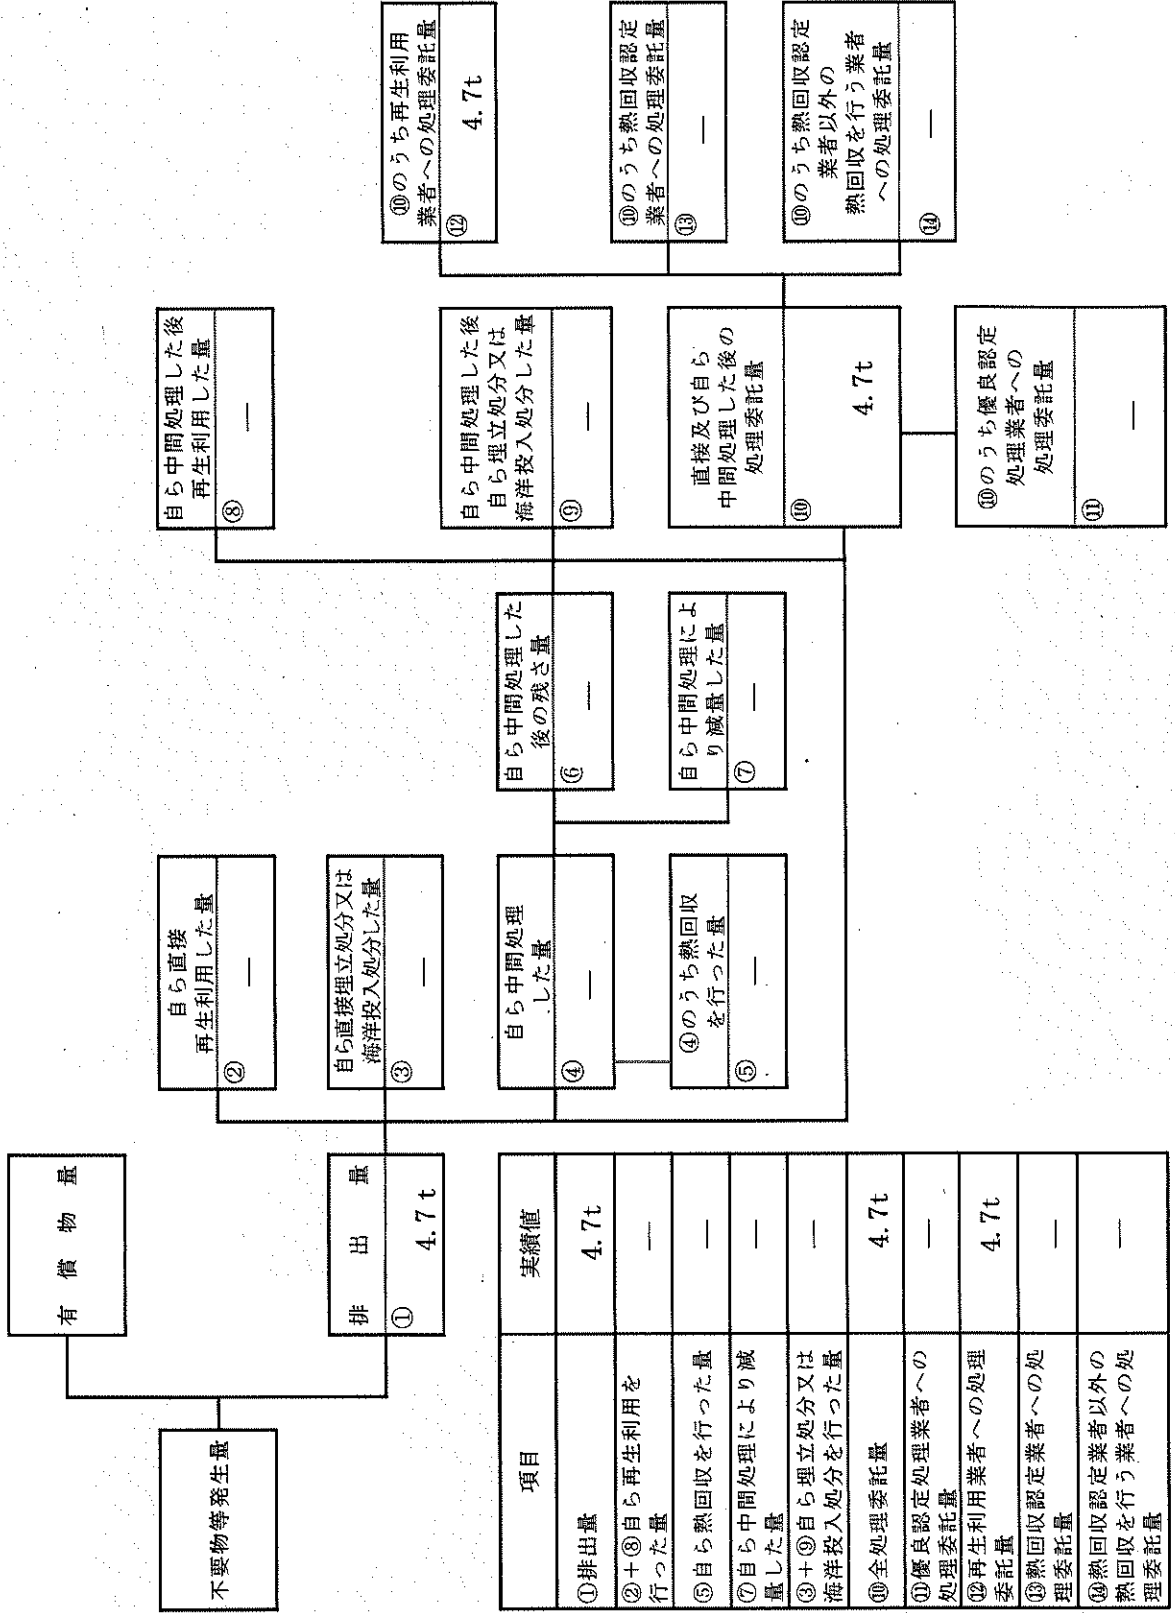 不要物等発生量
有償物量
排出量
① 4.7t
自ら直接
再生利用した量
② —
自ら直接埋立処分又は
海洋投入処分した量
③ —
自ら中間処理
した量
④ —
④のうち熱回収
を行った量
⑤ —
自ら中間処理した
後の残さ量
⑥ —
自ら中間処理によ
り減量した量
⑦ —
自ら中間処理した後
再生利用した量
⑧ —
自ら中間処理した後
自ら埋立処分又は
海洋投入処分した量
⑨ —
直接及び自ら
中間処理した後の
処理委託量
⑩ 4.7t
⑩のうち優良認定
処理業者への
処理委託量
⑪ —
⑩のうち再生利用
業者への処理委託量
⑫ 4.7t
⑩のうち熱回収認定
業者への処理委託量
⑬ —
⑩のうち熱回収認定
業者以外の
熱回収を行う業者
への処理委託量
⑭ —
項目 実績値
①排出量 4.7t
②+⑧自ら再生利用を
行った量 —
⑤自ら熱回収を行った量 —
⑦自ら中間処理により減
量した量 —
③+⑨自ら埋立処分又は
海洋投入処分を行った量 —
⑩全処理委託量 4.7t
⑪優良認定処理業者への
処理委託量 —
⑫再生利用業者への処理
委託量 4.7t
⑬熱回収認定業者への処
理委託量 —
⑭熱回収認定業者以外の
熱回収を行う業者への処
理委託量 —